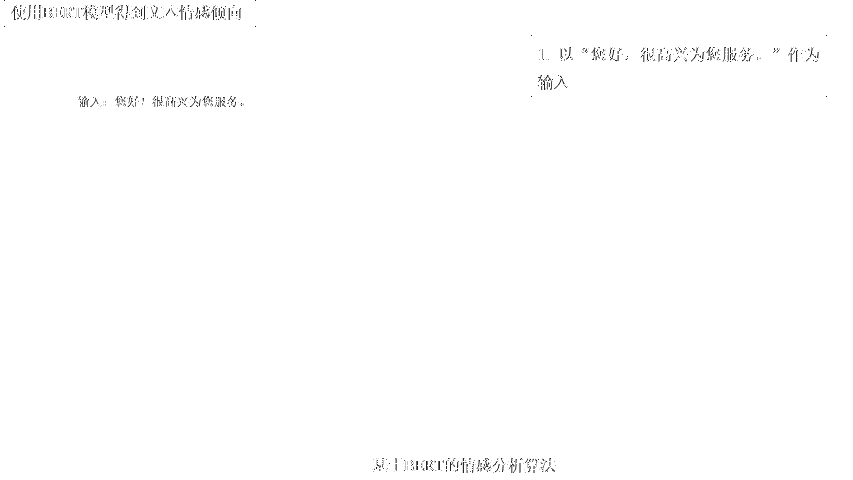 使用BERT模型得到文本情感倾向
1. 以“您好，很高兴为您服务。”作为
输入
输入：您好！很高兴为您服务。
基于BERT的情感分析算法